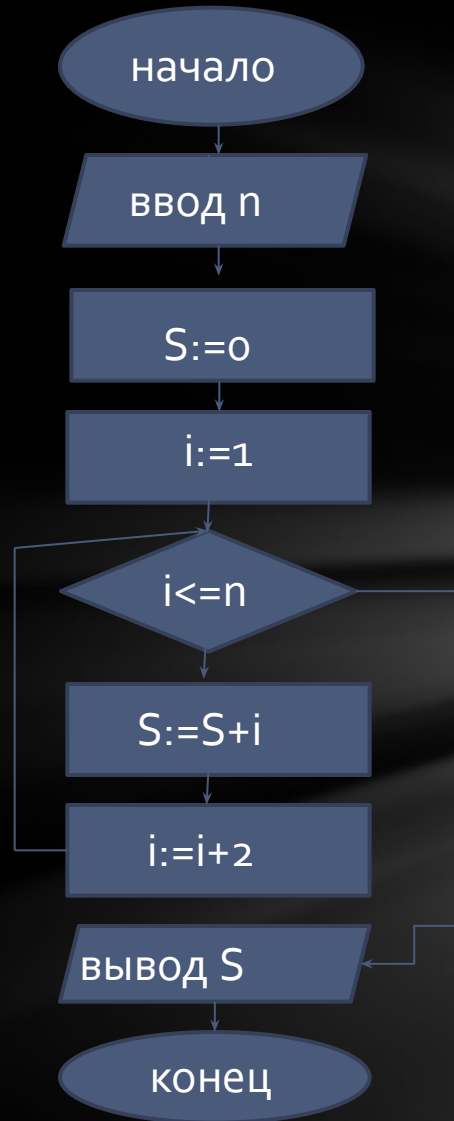 начало
ввод n
S:=0
i:=1
i<=n
S:=S+i
i:=i+2
вывод S
конец